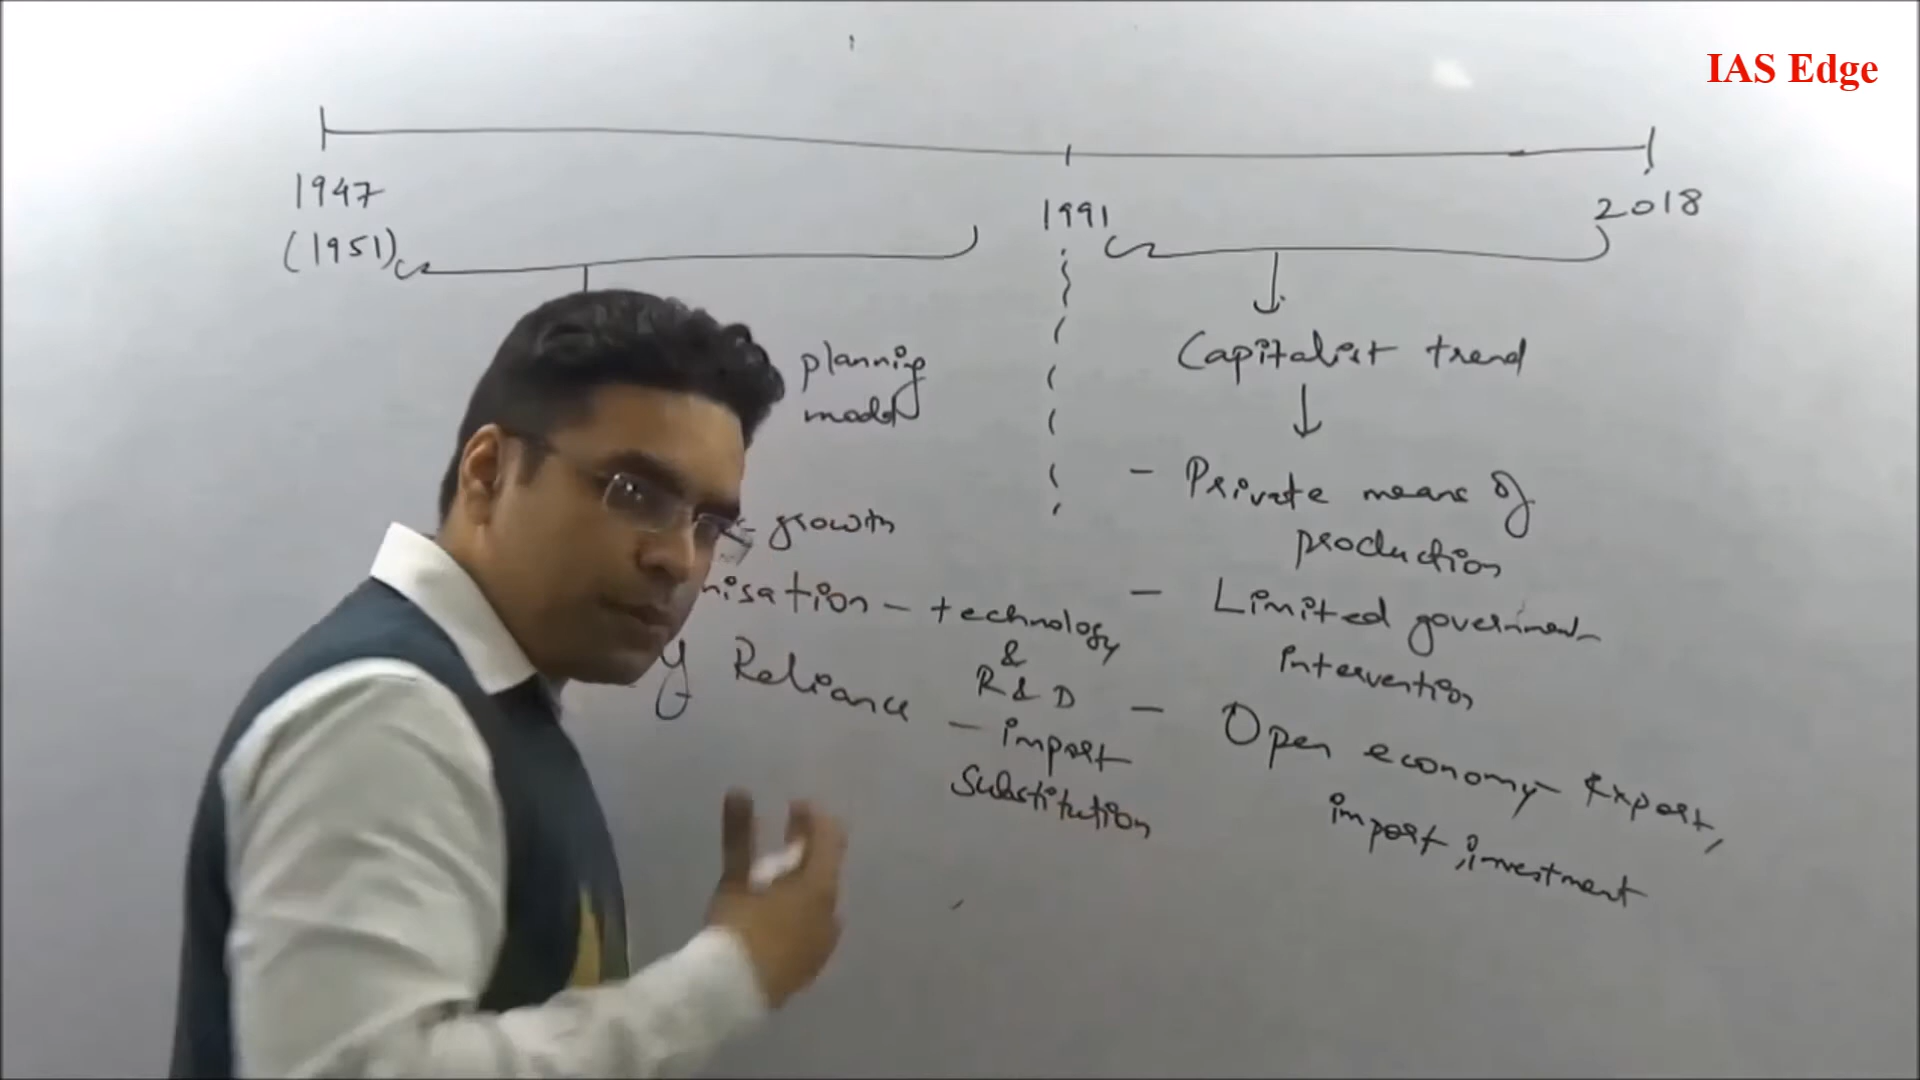 IAS Edge
1947
(1951)
1991
2018
planning
model
Capitalist trend
growth
- Private means of
production
nisation - technology
&
R & D
- Limited government
intervention
y Reliance - import
substitution
- Open economy - Export,
import, investment